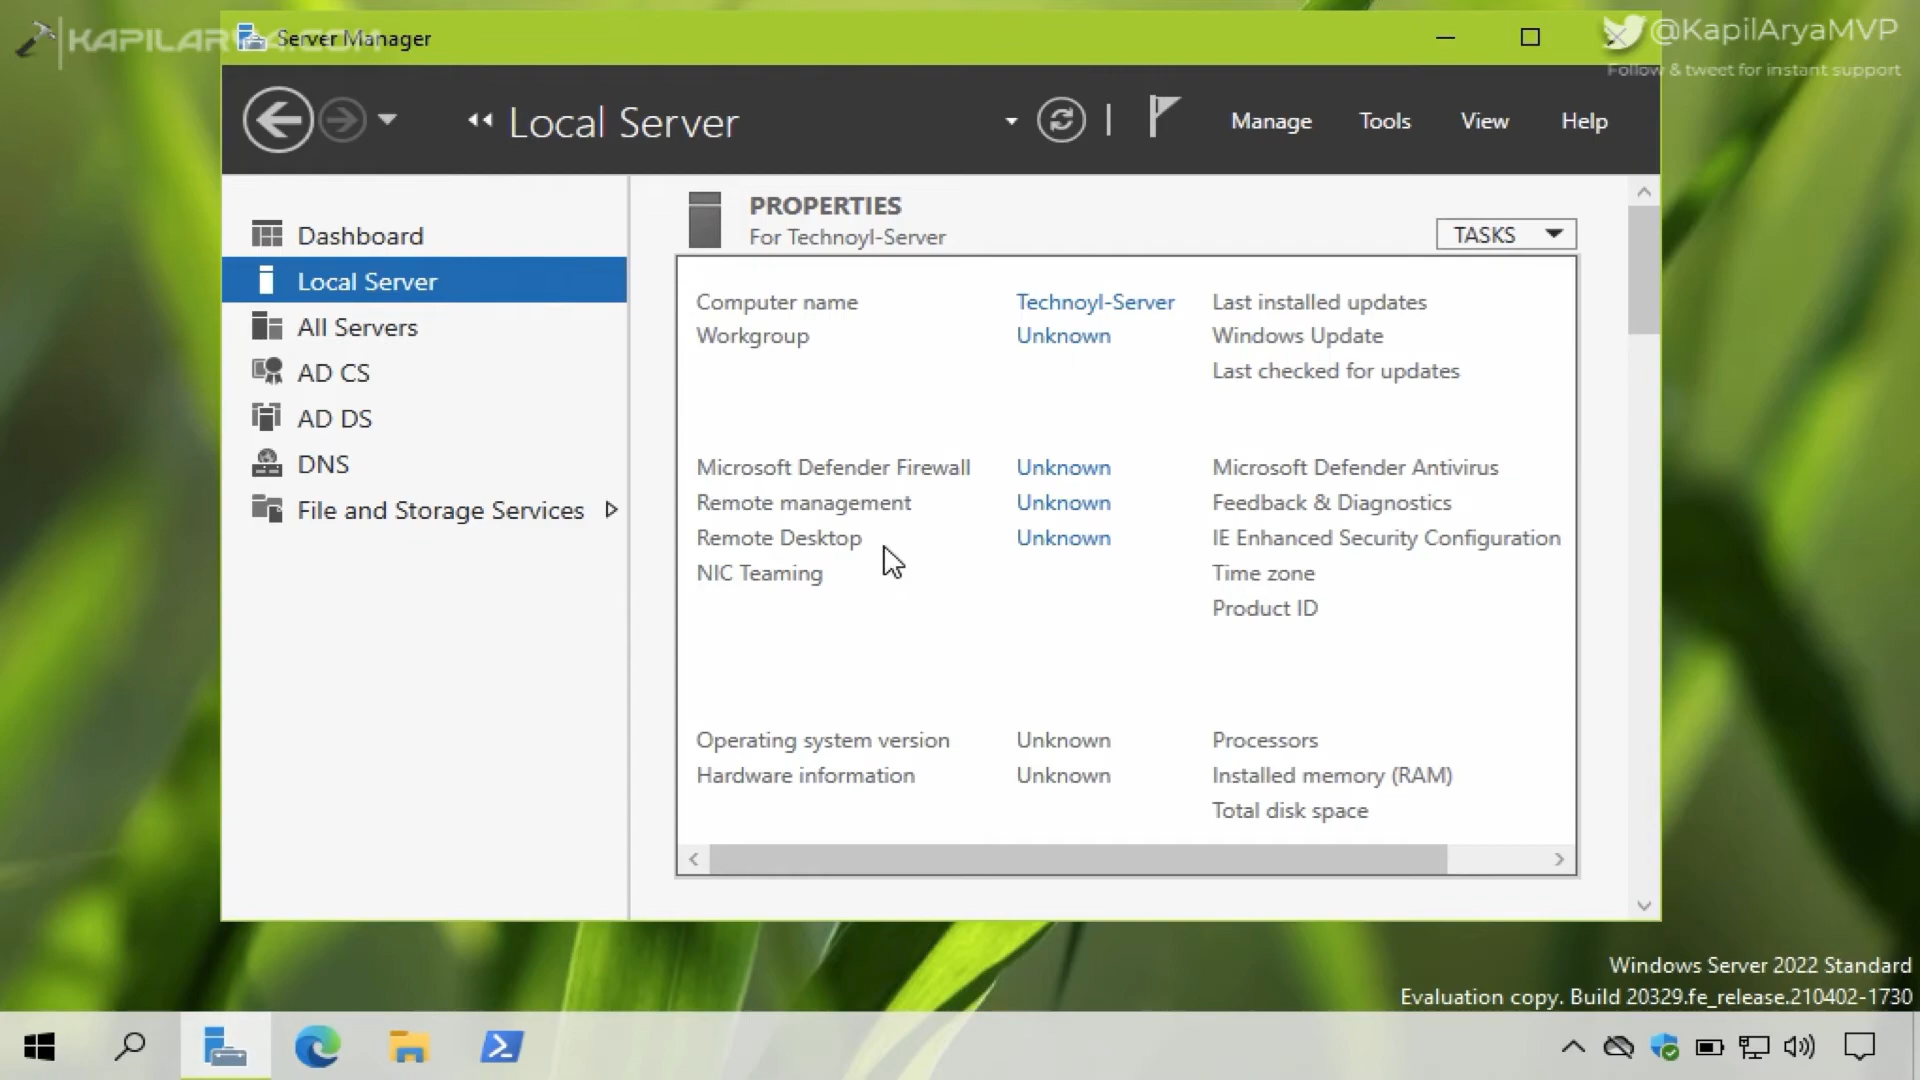 KAPILARYA.COM
Server Manager
@KapilAryaMVP
Follow & tweet for instant support
Local Server
Manage
Tools
View
Help
Dashboard
Local Server
All Servers
AD CS
AD DS
DNS
File and Storage Services
PROPERTIES
For Technoyl-Server
TASKS
Computer name Technoyl-Server Last installed updates
Workgroup Unknown Windows Update
Last checked for updates
Microsoft Defender Firewall Unknown Microsoft Defender Antivirus
Remote management Unknown Feedback & Diagnostics
Remote Desktop Unknown IE Enhanced Security Configuration
NIC Teaming Time zone
Product ID
Operating system version Unknown Processors
Hardware information Unknown Installed memory (RAM)
Total disk space
Windows Server 2022 Standard
Evaluation copy. Build 20329.fe_release.210402-1730